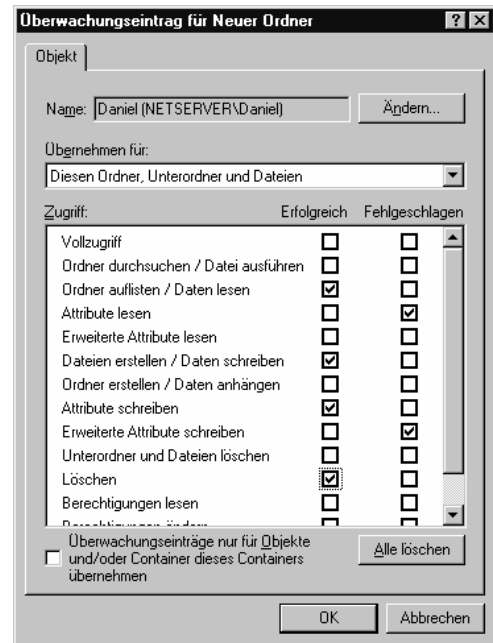 Überwachungseintrag für Neuer Ordner
Objekt
Name: Daniel (NETSERVER\Daniel) Ändern...
Übernehmen für:
Diesen Ordner, Unterordner und Dateien
Zugriff: Erfolgreich Fehlgeschlagen
Vollzugriff
Ordner durchsuchen / Datei ausführen
Ordner auflisten / Daten lesen
Attribute lesen
Erweiterte Attribute lesen
Dateien erstellen / Daten schreiben
Ordner erstellen / Daten anhängen
Attribute schreiben
Erweiterte Attribute schreiben
Unterordner und Dateien löschen
Löschen
Berechtigungen lesen
Berechtigungen ändern
Überwachungseinträge nur für Objekte
und/oder Container dieses Containers
übernehmen
Alle löschen
OK Abbrechen